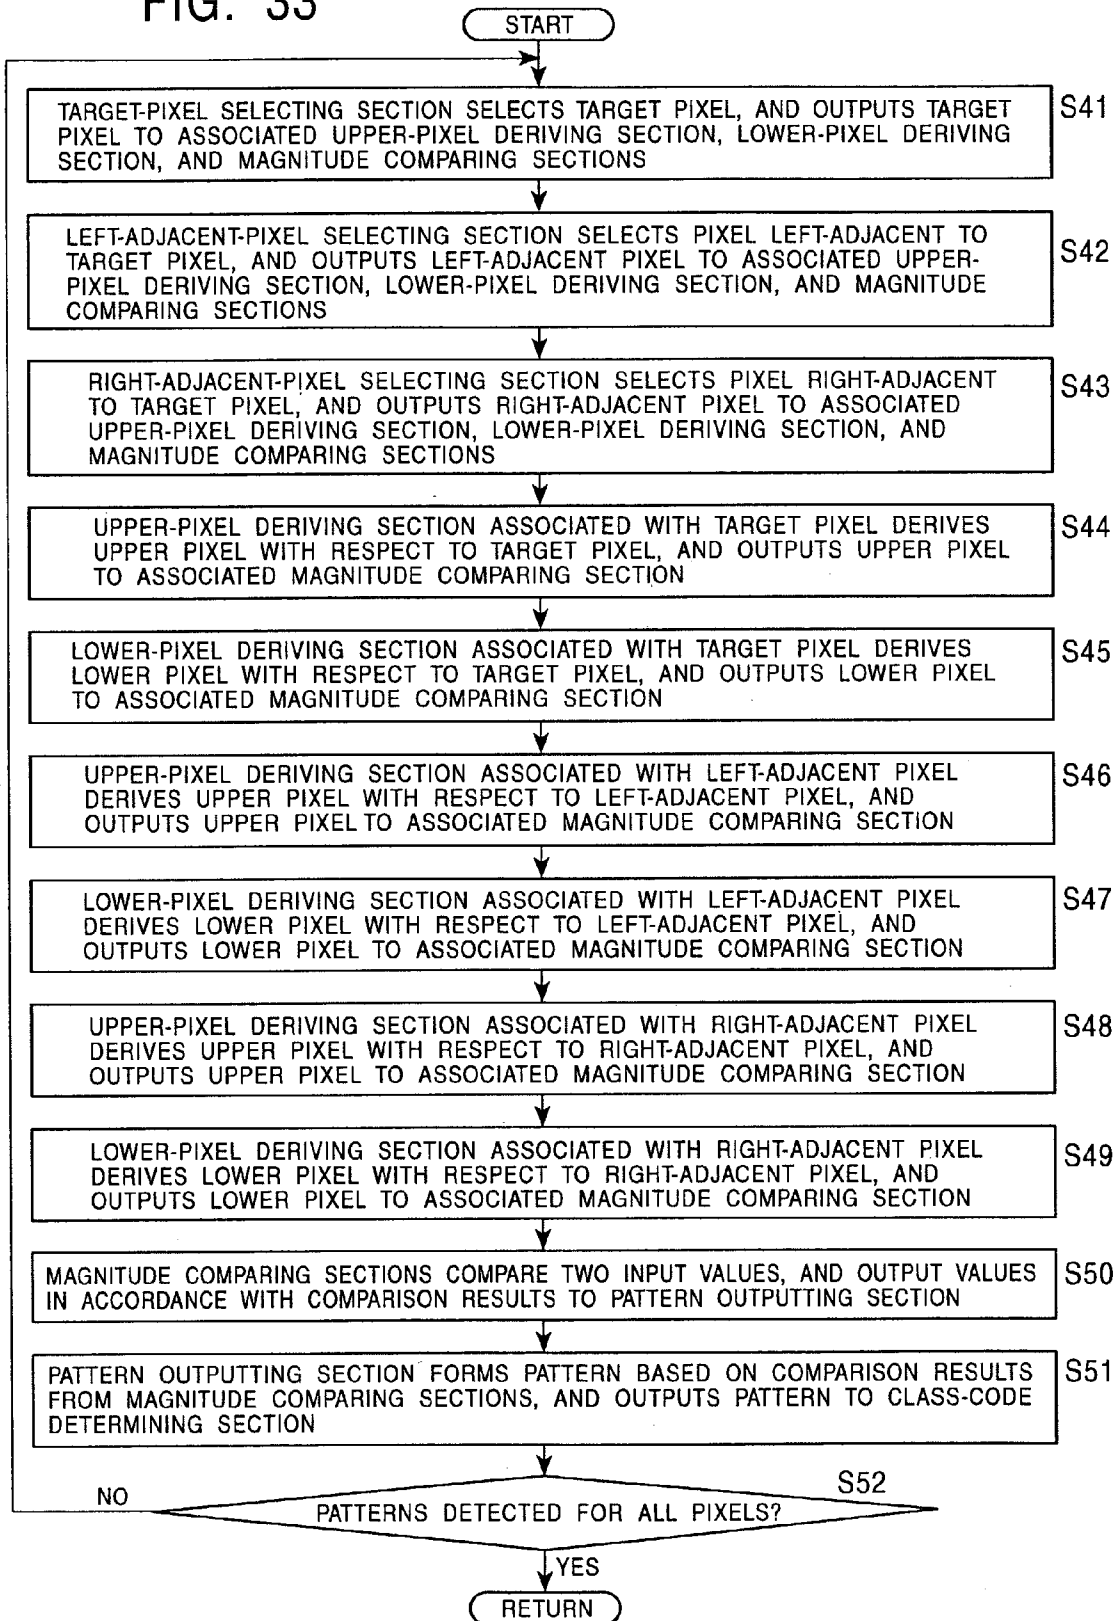 FIG. 33
START
TARGET-PIXEL SELECTING SECTION SELECTS TARGET PIXEL, AND OUTPUTS TARGET
PIXEL TO ASSOCIATED UPPER-PIXEL DERIVING SECTION, LOWER-PIXEL DERIVING
SECTION, AND MAGNITUDE COMPARING SECTIONS
S41
LEFT-ADJACENT-PIXEL SELECTING SECTION SELECTS PIXEL LEFT-ADJACENT TO
TARGET PIXEL, AND OUTPUTS LEFT-ADJACENT PIXEL TO ASSOCIATED UPPER-
PIXEL DERIVING SECTION, LOWER-PIXEL DERIVING SECTION, AND MAGNITUDE
COMPARING SECTIONS
S42
RIGHT-ADJACENT-PIXEL SELECTING SECTION SELECTS PIXEL RIGHT-ADJACENT
TO TARGET PIXEL, AND OUTPUTS RIGHT-ADJACENT PIXEL TO ASSOCIATED
UPPER-PIXEL DERIVING SECTION, LOWER-PIXEL DERIVING SECTION, AND
MAGNITUDE COMPARING SECTIONS
S43
UPPER-PIXEL DERIVING SECTION ASSOCIATED WITH TARGET PIXEL DERIVES
UPPER PIXEL WITH RESPECT TO TARGET PIXEL, AND OUTPUTS UPPER PIXEL
TO ASSOCIATED MAGNITUDE COMPARING SECTION
S44
LOWER-PIXEL DERIVING SECTION ASSOCIATED WITH TARGET PIXEL DERIVES
LOWER PIXEL WITH RESPECT TO TARGET PIXEL, AND OUTPUTS LOWER PIXEL
TO ASSOCIATED MAGNITUDE COMPARING SECTION
S45
UPPER-PIXEL DERIVING SECTION ASSOCIATED WITH LEFT-ADJACENT PIXEL
DERIVES UPPER PIXEL WITH RESPECT TO LEFT-ADJACENT PIXEL, AND
OUTPUTS UPPER PIXEL TO ASSOCIATED MAGNITUDE COMPARING SECTION
S46
LOWER-PIXEL DERIVING SECTION ASSOCIATED WITH LEFT-ADJACENT PIXEL
DERIVES LOWER PIXEL WITH RESPECT TO LEFT-ADJACENT PIXEL, AND
OUTPUTS LOWER PIXEL TO ASSOCIATED MAGNITUDE COMPARING SECTION
S47
UPPER-PIXEL DERIVING SECTION ASSOCIATED WITH RIGHT-ADJACENT PIXEL
DERIVES UPPER PIXEL WITH RESPECT TO RIGHT-ADJACENT PIXEL, AND
OUTPUTS UPPER PIXEL TO ASSOCIATED MAGNITUDE COMPARING SECTION
S48
LOWER-PIXEL DERIVING SECTION ASSOCIATED WITH RIGHT-ADJACENT PIXEL
DERIVES LOWER PIXEL WITH RESPECT TO RIGHT-ADJACENT PIXEL, AND
OUTPUTS LOWER PIXEL TO ASSOCIATED MAGNITUDE COMPARING SECTION
S49
MAGNITUDE COMPARING SECTIONS COMPARE TWO INPUT VALUES, AND OUTPUT VALUES
IN ACCORDANCE WITH COMPARISON RESULTS TO PATTERN OUTPUTTING SECTION
S50
PATTERN OUTPUTTING SECTION FORMS PATTERN BASED ON COMPARISON RESULTS
FROM MAGNITUDE COMPARING SECTIONS, AND OUTPUTS PATTERN TO CLASS-CODE
DETERMINING SECTION
S51
S52
NO
PATTERNS DETECTED FOR ALL PIXELS?
YES
RETURN